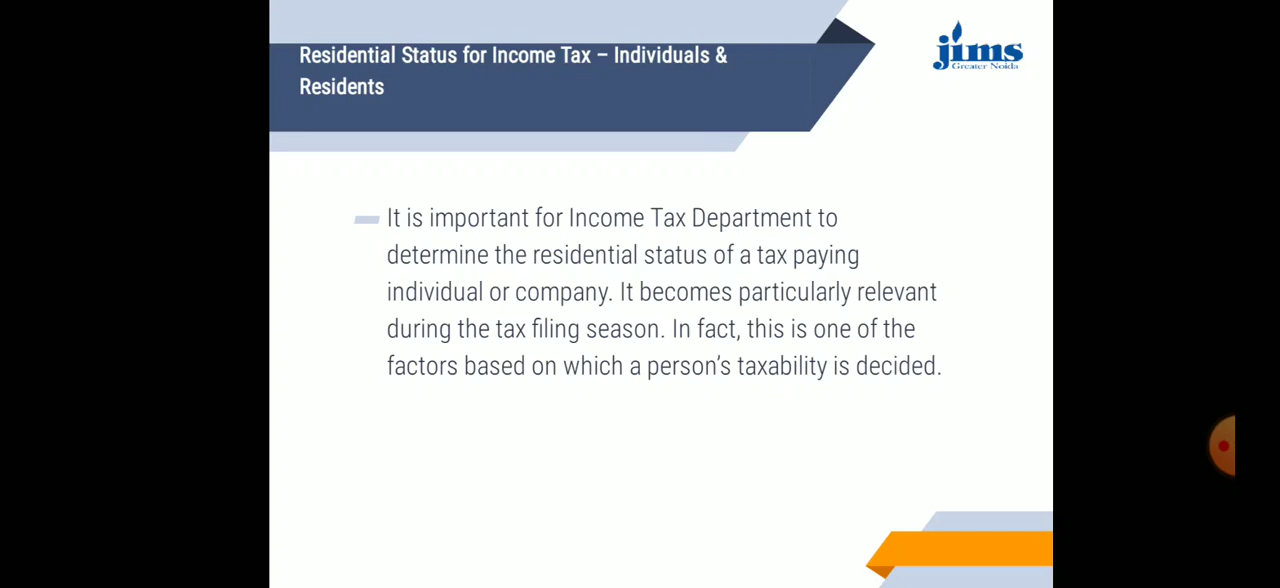 Residential Status for Income Tax – Individuals &
Residents
jims
Greater Noida
It is important for Income Tax Department to
determine the residential status of a tax paying
individual or company. It becomes particularly relevant
during the tax filing season. In fact, this is one of the
factors based on which a person’s taxability is decided.